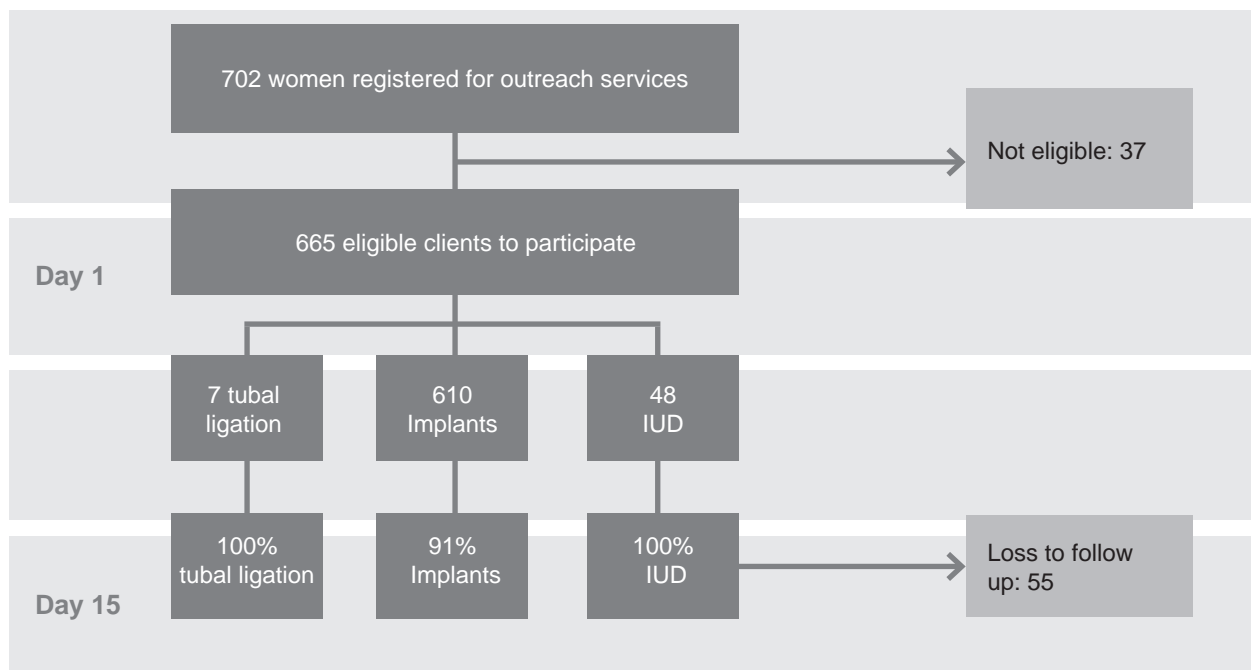 702 women registered for outreach services
Not eligible: 37
665 eligible clients to participate
Day 1
7 tubal
ligation
610
Implants
48
IUD
100%
tubal ligation
91%
Implants
100%
IUD
Loss to follow
up: 55
Day 15